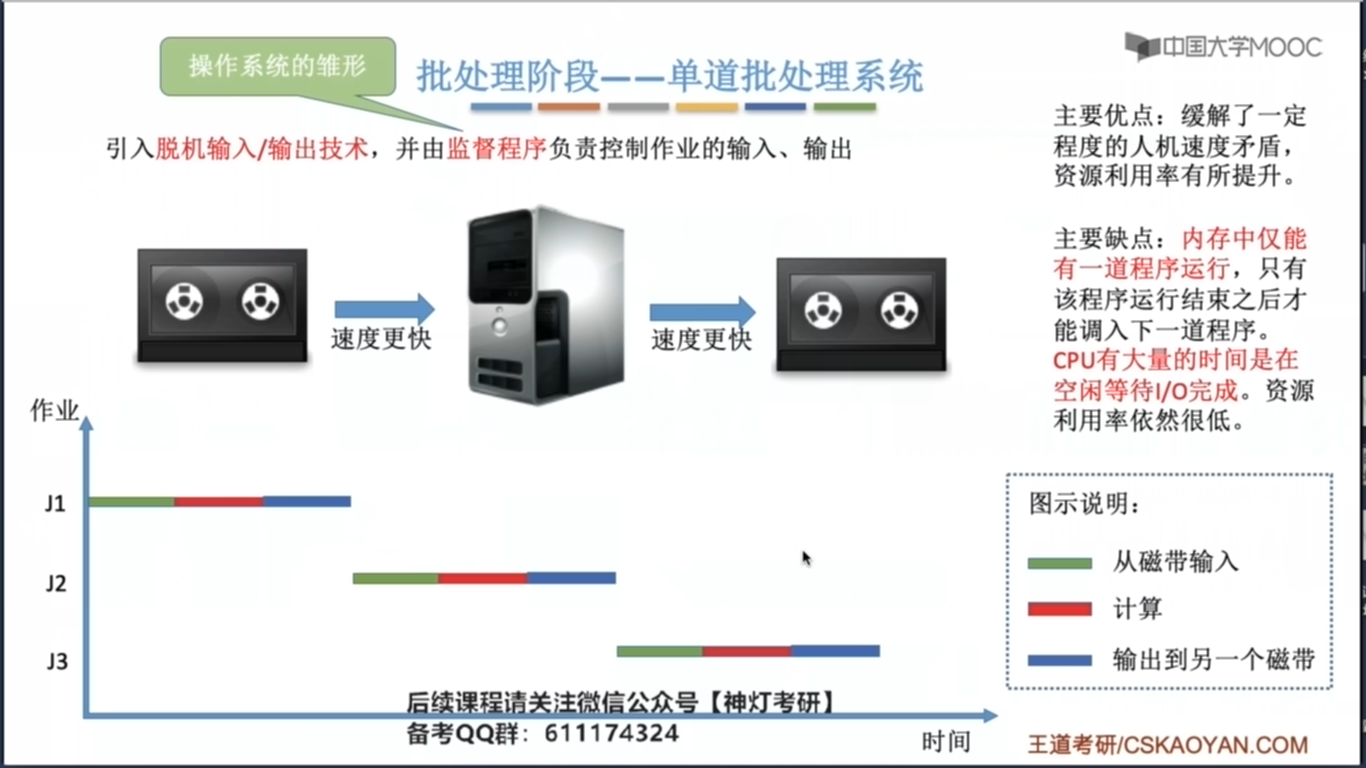 操作系统的雏形
批处理阶段——单道批处理系统
中国大学MOOC
引入脱机输入/输出技术，并由监督程序负责控制作业的输入、输出
主要优点：缓解了一定
程度的人机速度矛盾，
资源利用率有所提升。
主要缺点：内存中仅能
有一道程序运行，只有
该程序运行结束之后才
能调入下一道程序。
CPU有大量的时间是在
空闲等待I/O完成。资源
利用率依然很低。
速度更快
速度更快
作业
J1
J2
J3
时间
图示说明：
从磁带输入
计算
输出到另一个磁带
后续课程请关注微信公众号【神灯考研】
备考QQ群：611174324
王道考研/CSKAOYAN.COM